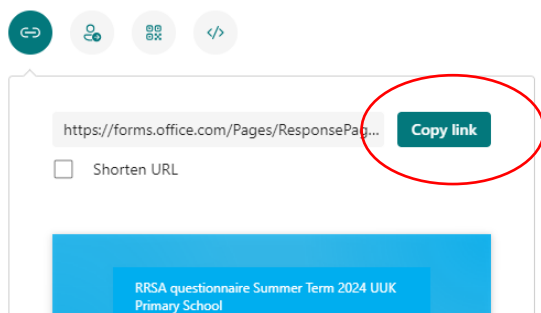 https://forms.office.com/Pages/ResponsePag...
Copy link
Shorten URL
RRSA questionnaire Summer Term 2024 UUK
Primary School